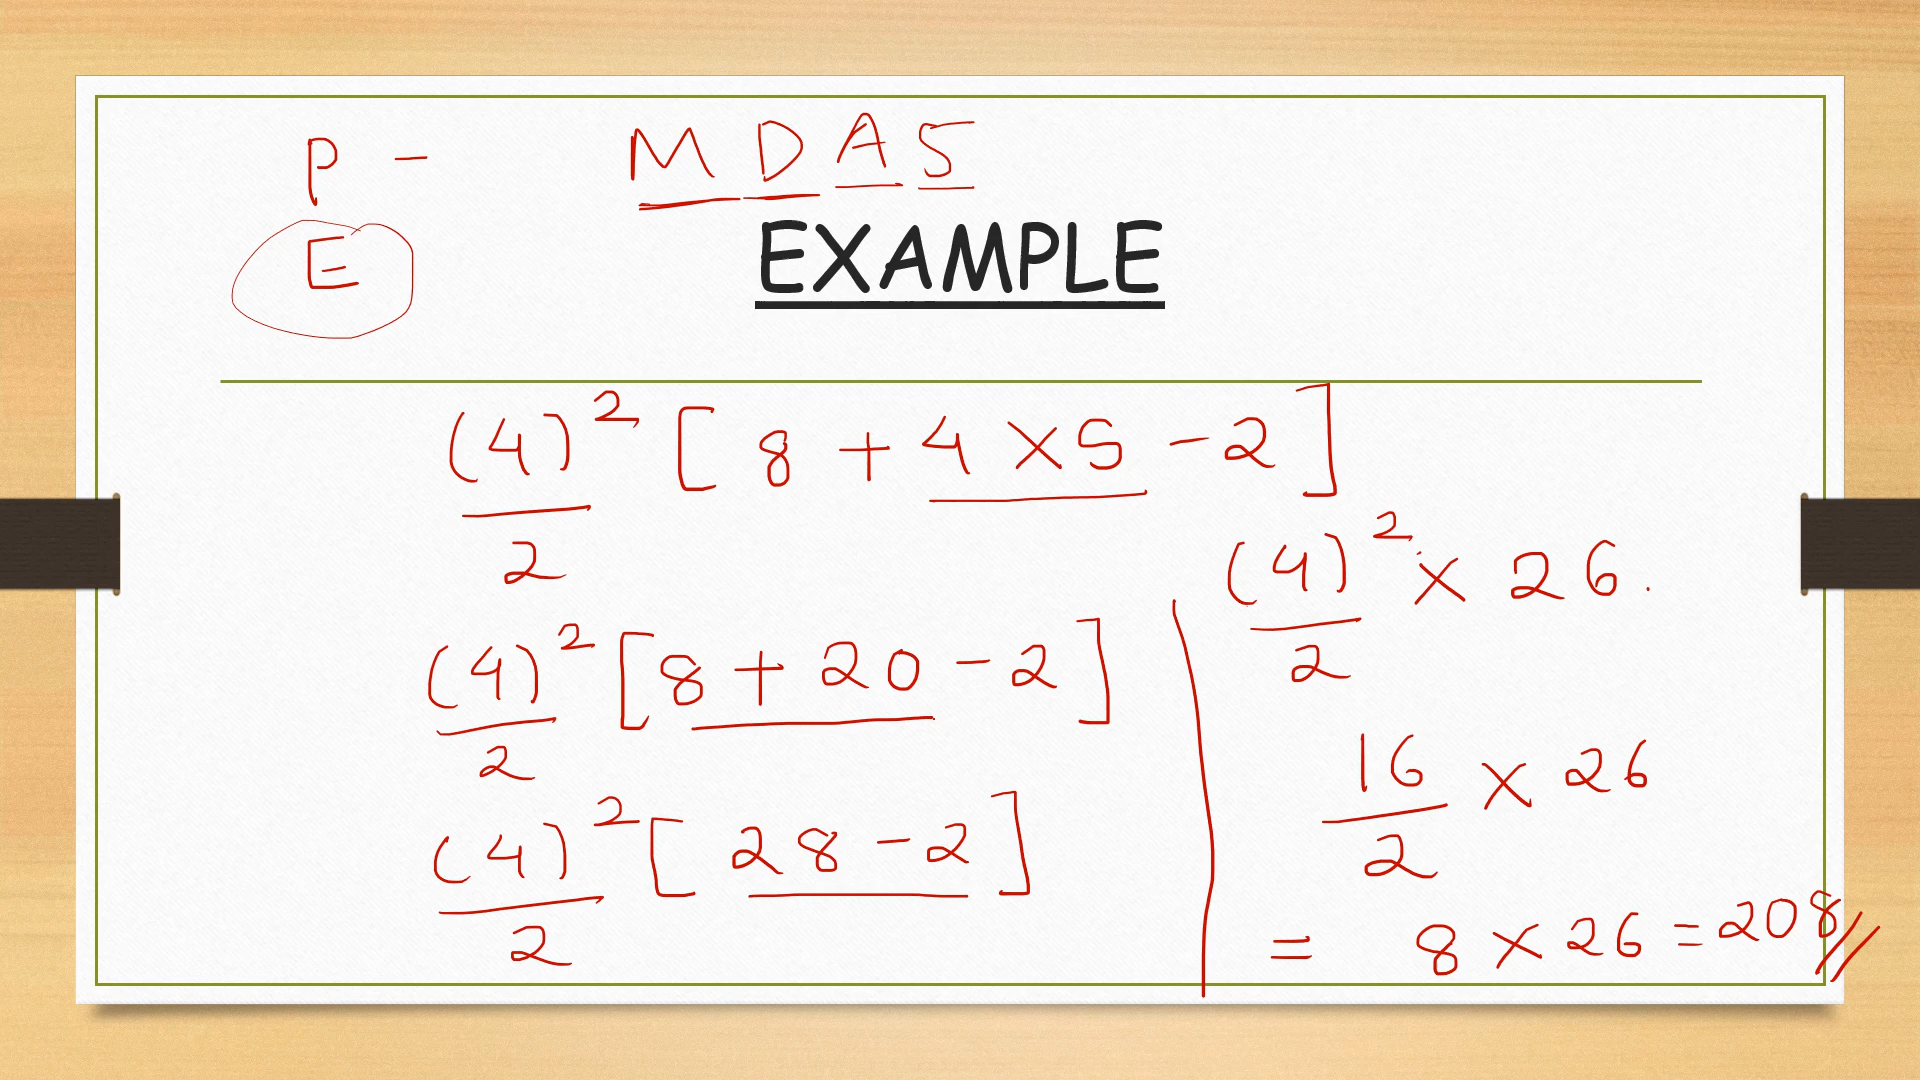 P - MDAS
E
EXAMPLE
(4)²/2 [8 + 4 × 5 - 2]
(4)²/2 [8 + 20 - 2]
(4)²/2 [28 - 2]
(4)²/2 × 26.
16/2 × 26
= 8 × 26 = 208//